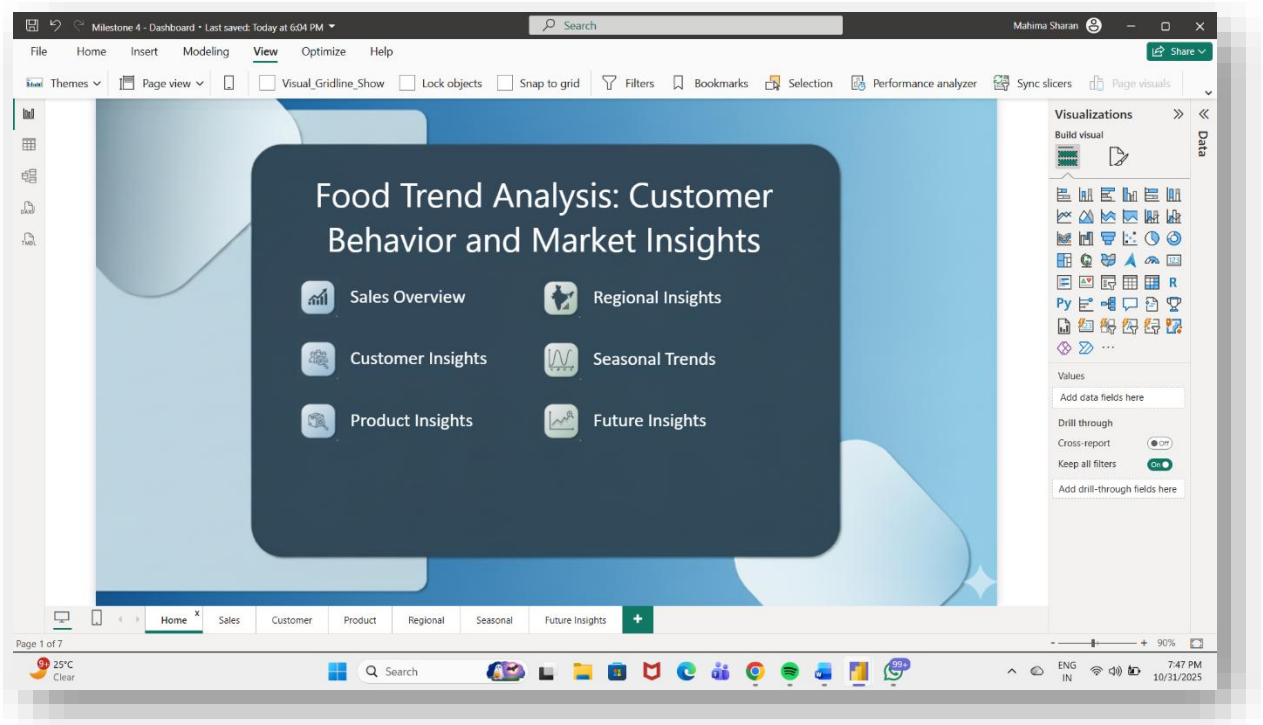 Milestone 4 - Dashboard • Last saved: Today at 6:04 PM
Search
Mahima Sharan
File Home Insert Modeling View Optimize Help
Share
Themes Page view Visual_Gridline_Show Lock objects Snap to grid Filters Bookmarks Selection Performance analyzer Sync slicers Page visuals
Visualizations
Data
Build visual
Food Trend Analysis: Customer
Behavior and Market Insights
Sales Overview
Regional Insights
Customer Insights
Seasonal Trends
Product Insights
Future Insights
123
R
Py
Values
Add data fields here
Drill through
Cross-report Off
Keep all filters On
Add drill-through fields here
DAX
TMDL
Home x Sales Customer Product Regional Seasonal Future Insights +
Page 1 of 7
- + 90%
9+ 25°C
Clear
Search
99+
ENG
IN
7:47 PM
10/31/2025